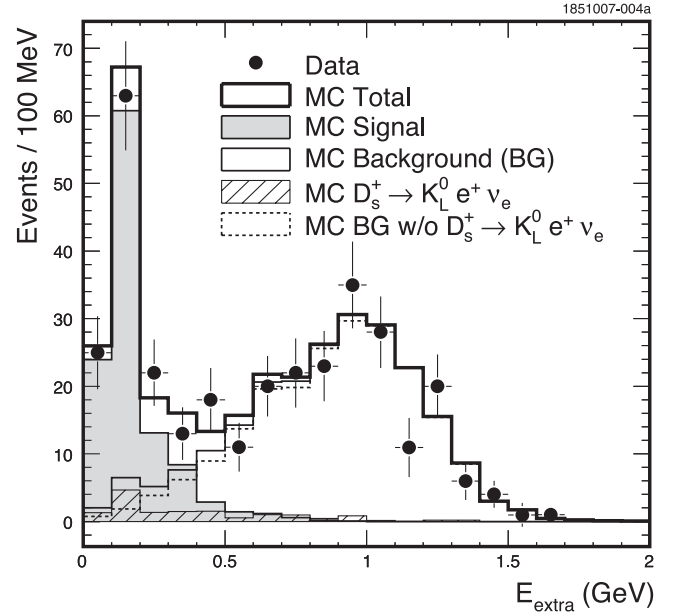 1851007-004a
Events / 100 MeV
70
60
50
40
30
20
10
0
Data
MC Total
MC Signal
MC Background (BG)
MC D_s^+ → K_L^0 e^+ ν_e
MC BG w/o D_s^+ → K_L^0 e^+ ν_e
0 0.5 1 1.5 2
E_extra (GeV)